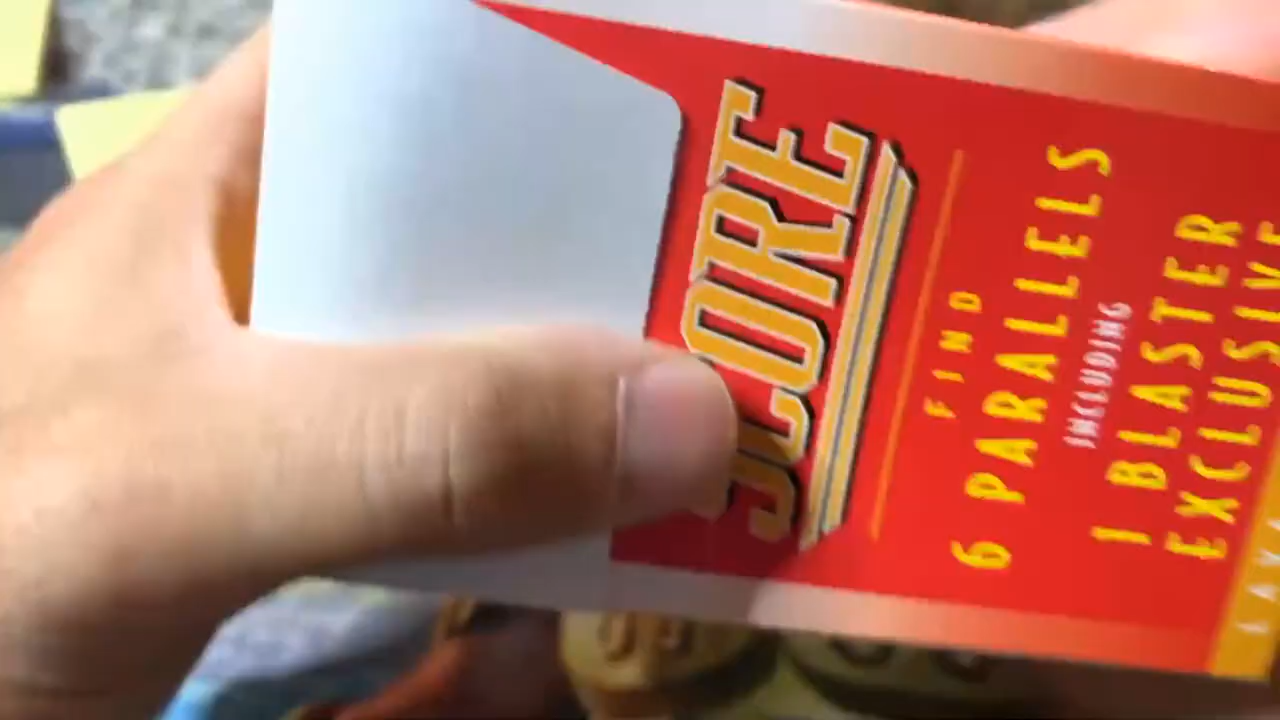 SCORE
FIND
6 PARALLELS
INCLUDING
1 BLASTER
EXCLUSIVE